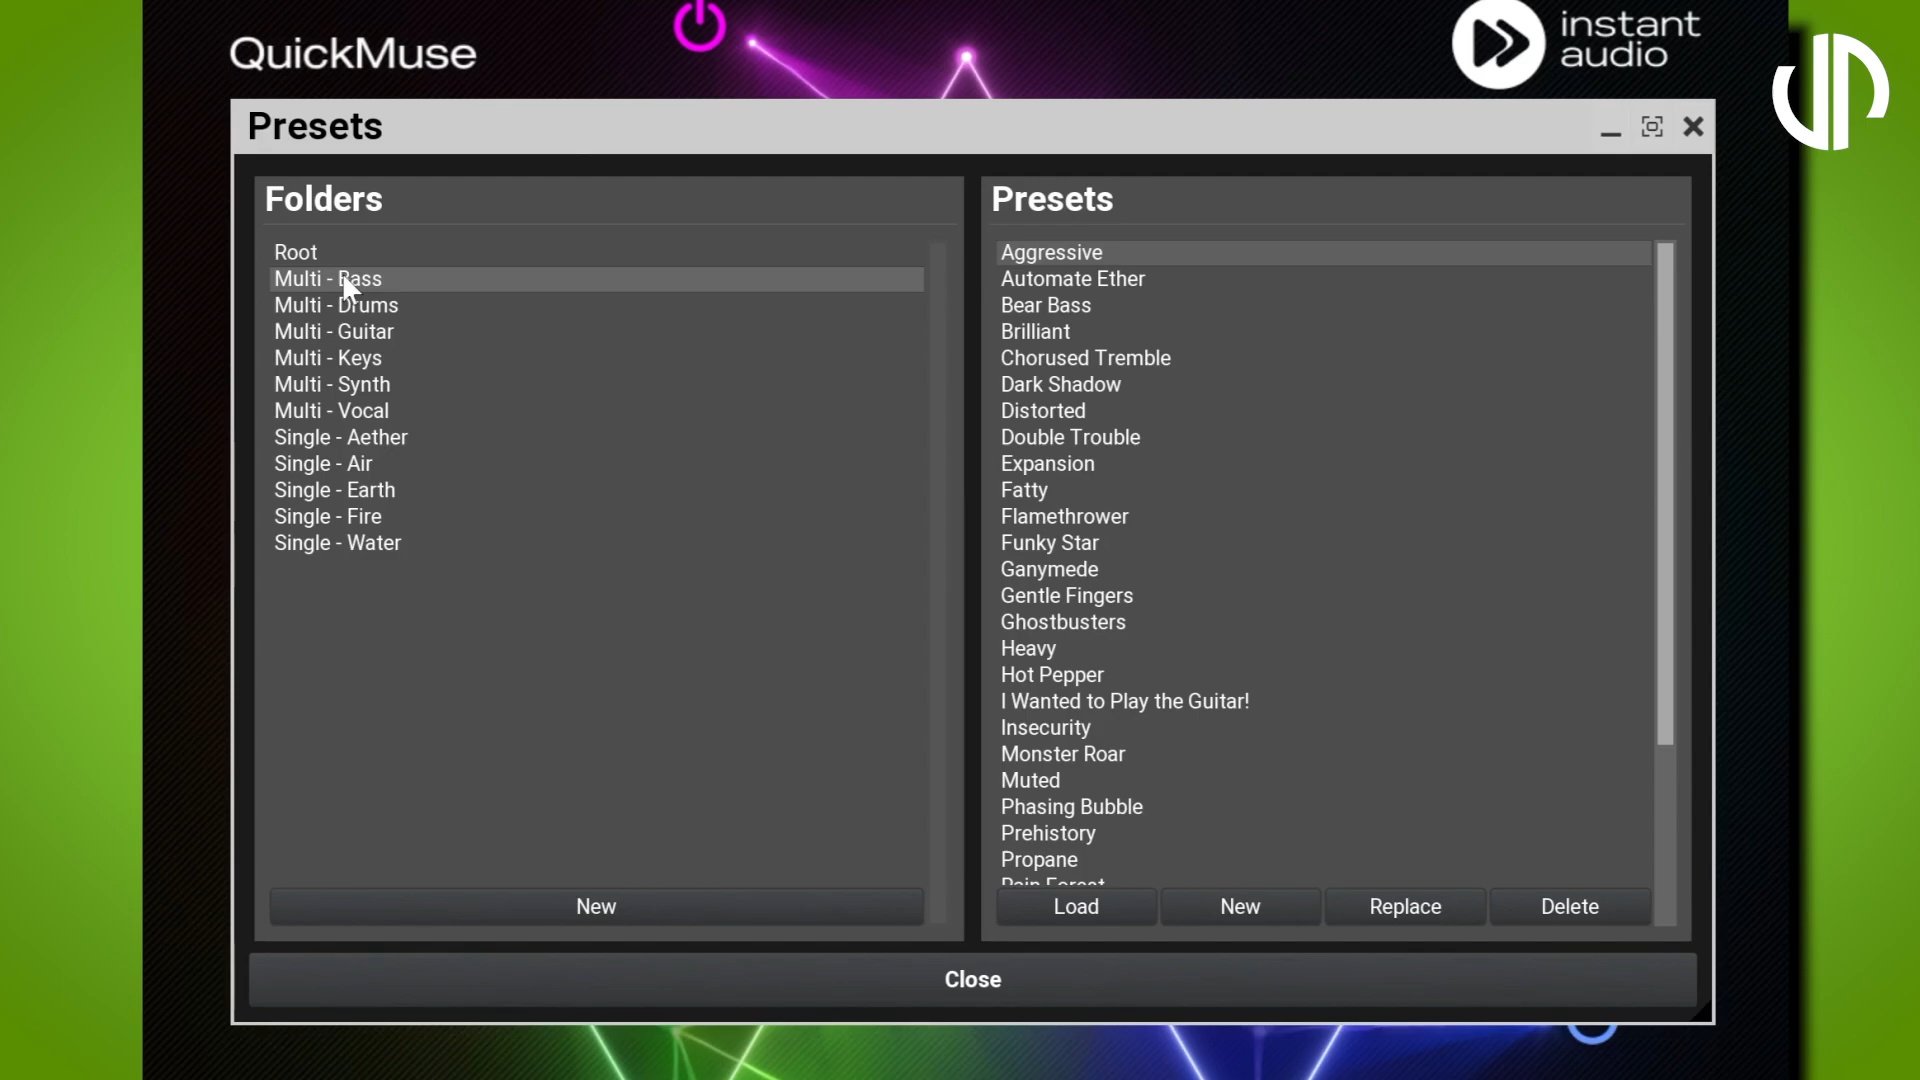 QuickMuse
instant
audio
Presets
Folders
Root
Multi - Bass
Multi - Drums
Multi - Guitar
Multi - Keys
Multi - Synth
Multi - Vocal
Single - Aether
Single - Air
Single - Earth
Single - Fire
Single - Water
New
Presets
Aggressive
Automate Ether
Bear Bass
Brilliant
Chorused Tremble
Dark Shadow
Distorted
Double Trouble
Expansion
Fatty
Flamethrower
Funky Star
Ganymede
Gentle Fingers
Ghostbusters
Heavy
Hot Pepper
I Wanted to Play the Guitar!
Insecurity
Monster Roar
Muted
Phasing Bubble
Prehistory
Propane
Rain Forest
Load
New
Replace
Delete
Close